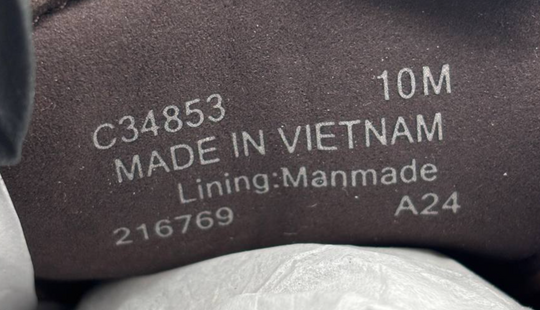 C34853 10M
MADE IN VIETNAM
Lining:Manmade
216769 A24